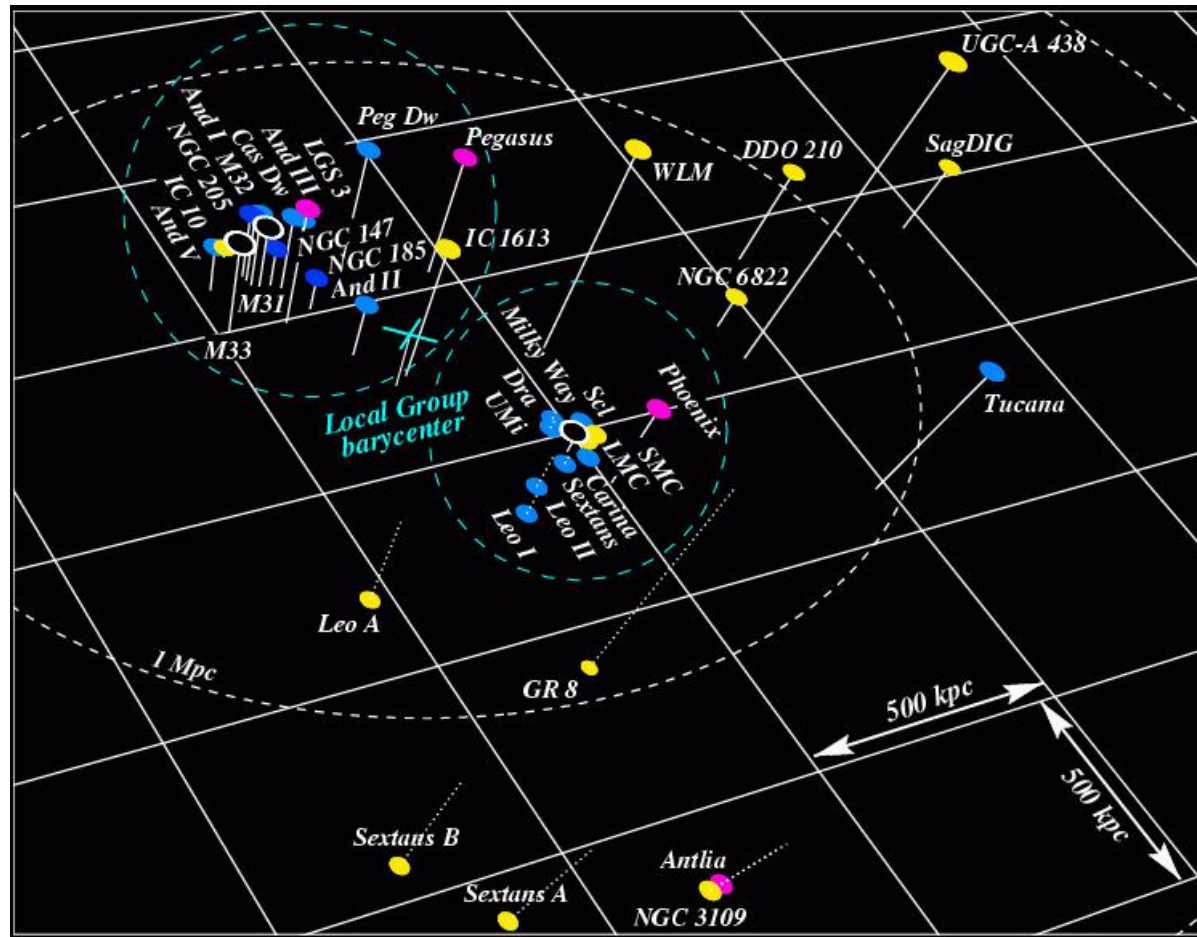 UGC-A 438
Peg Dw
Pegasus
DDO 210
SagDIG
WLM
And I
NGC 205
M32
Cas Dw
And III
LGS 3
IC 10
And V
NGC 147
IC 1613
NGC 185
And II
NGC 6822
M31
M33
Milky Way
Scl
Phoenix
Dra
UMi
Tucana
Local Group
barycenter
SMC
LMC
Carina
Sextans
Leo II
Leo I
Leo A
1 Mpc
GR 8
500 kpc
500 kpc
Sextans B
Antlia
Sextans A
NGC 3109